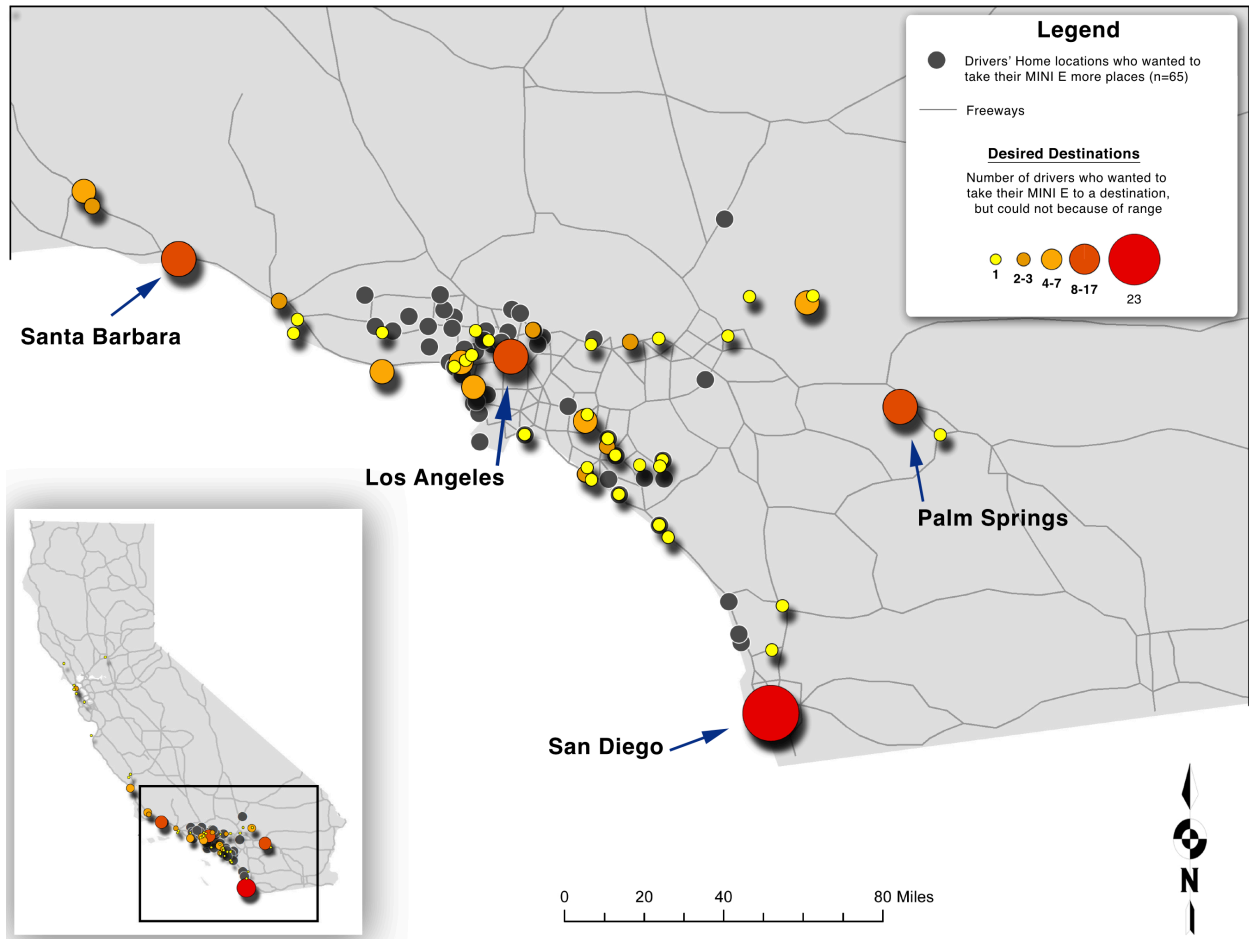 Legend
Drivers' Home locations who wanted to
take their MINI E more places (n=65)
Freeways
Desired Destinations
Number of drivers who wanted to
take their MINI E to a destination,
but could not because of range
1
2-3
4-7
8-17
23
Santa Barbara
Los Angeles
Palm Springs
San Diego
N
0 20 40 80 Miles